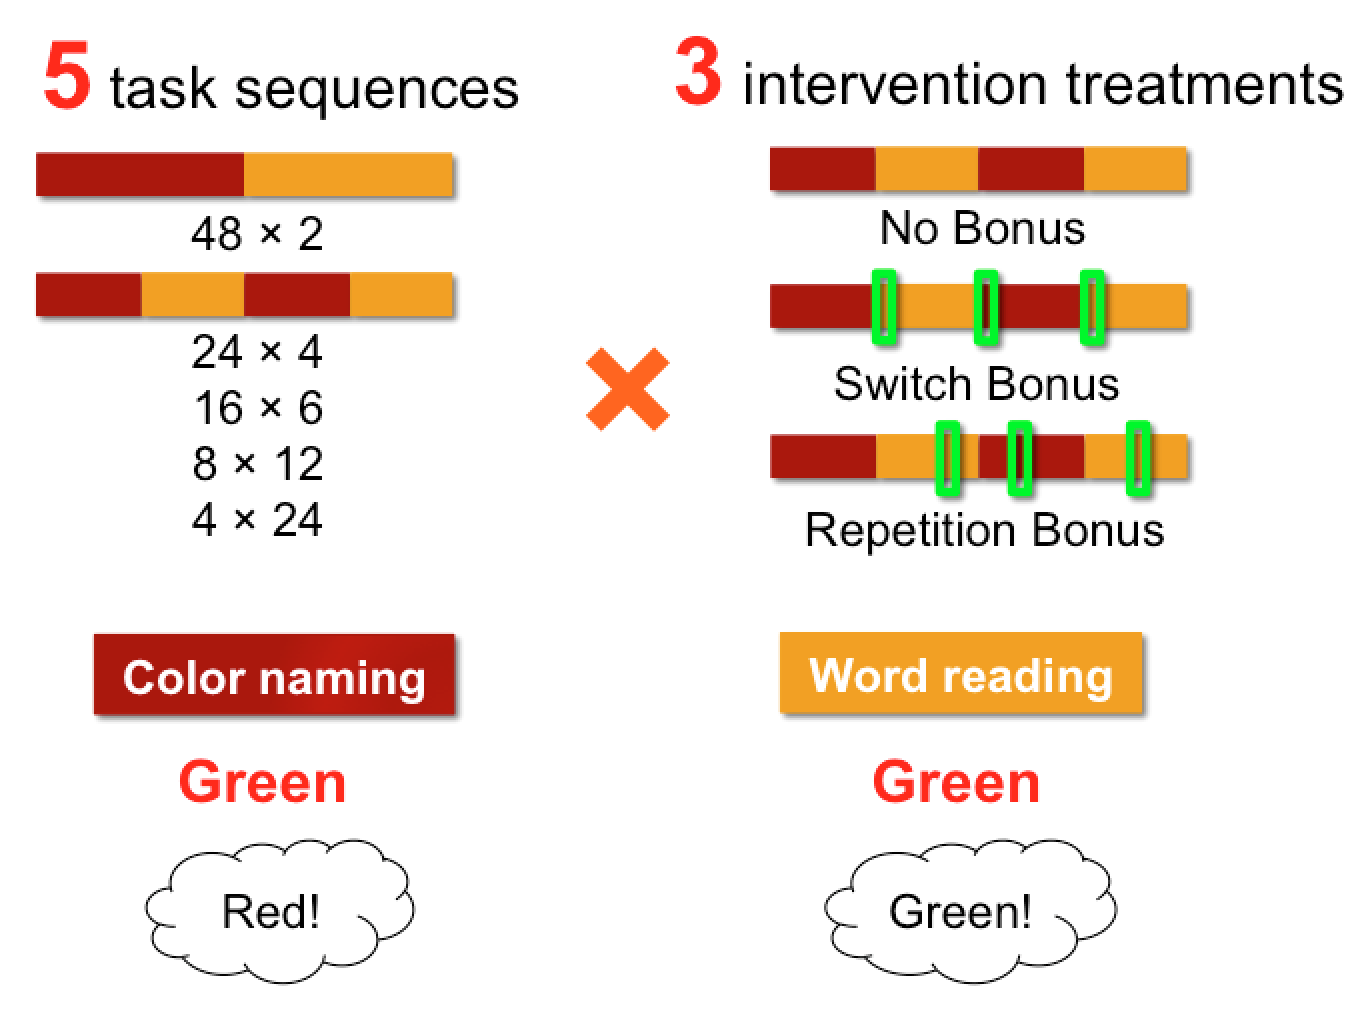 5 task sequences
48 × 2
24 × 4
16 × 6
8 × 12
4 × 24
3 intervention treatments
No Bonus
Switch Bonus
Repetition Bonus
Color naming
Green
Red!
Word reading
Green
Green!